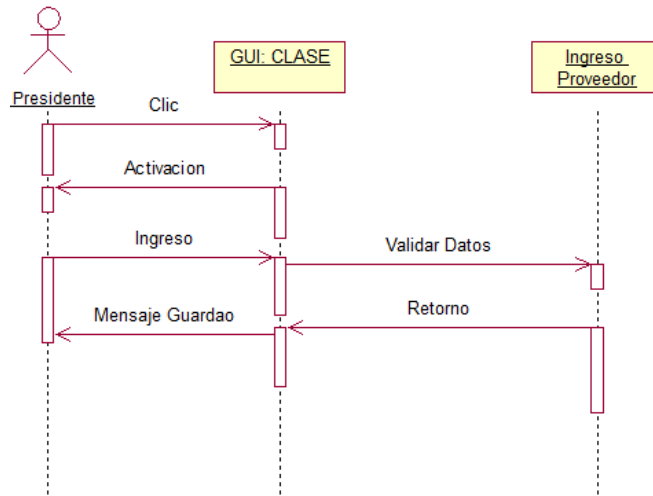 Presidente
GUI: CLASE
Ingreso
Proveedor
Clic
Activacion
Ingreso
Validar Datos
Retorno
Mensaje Guardao